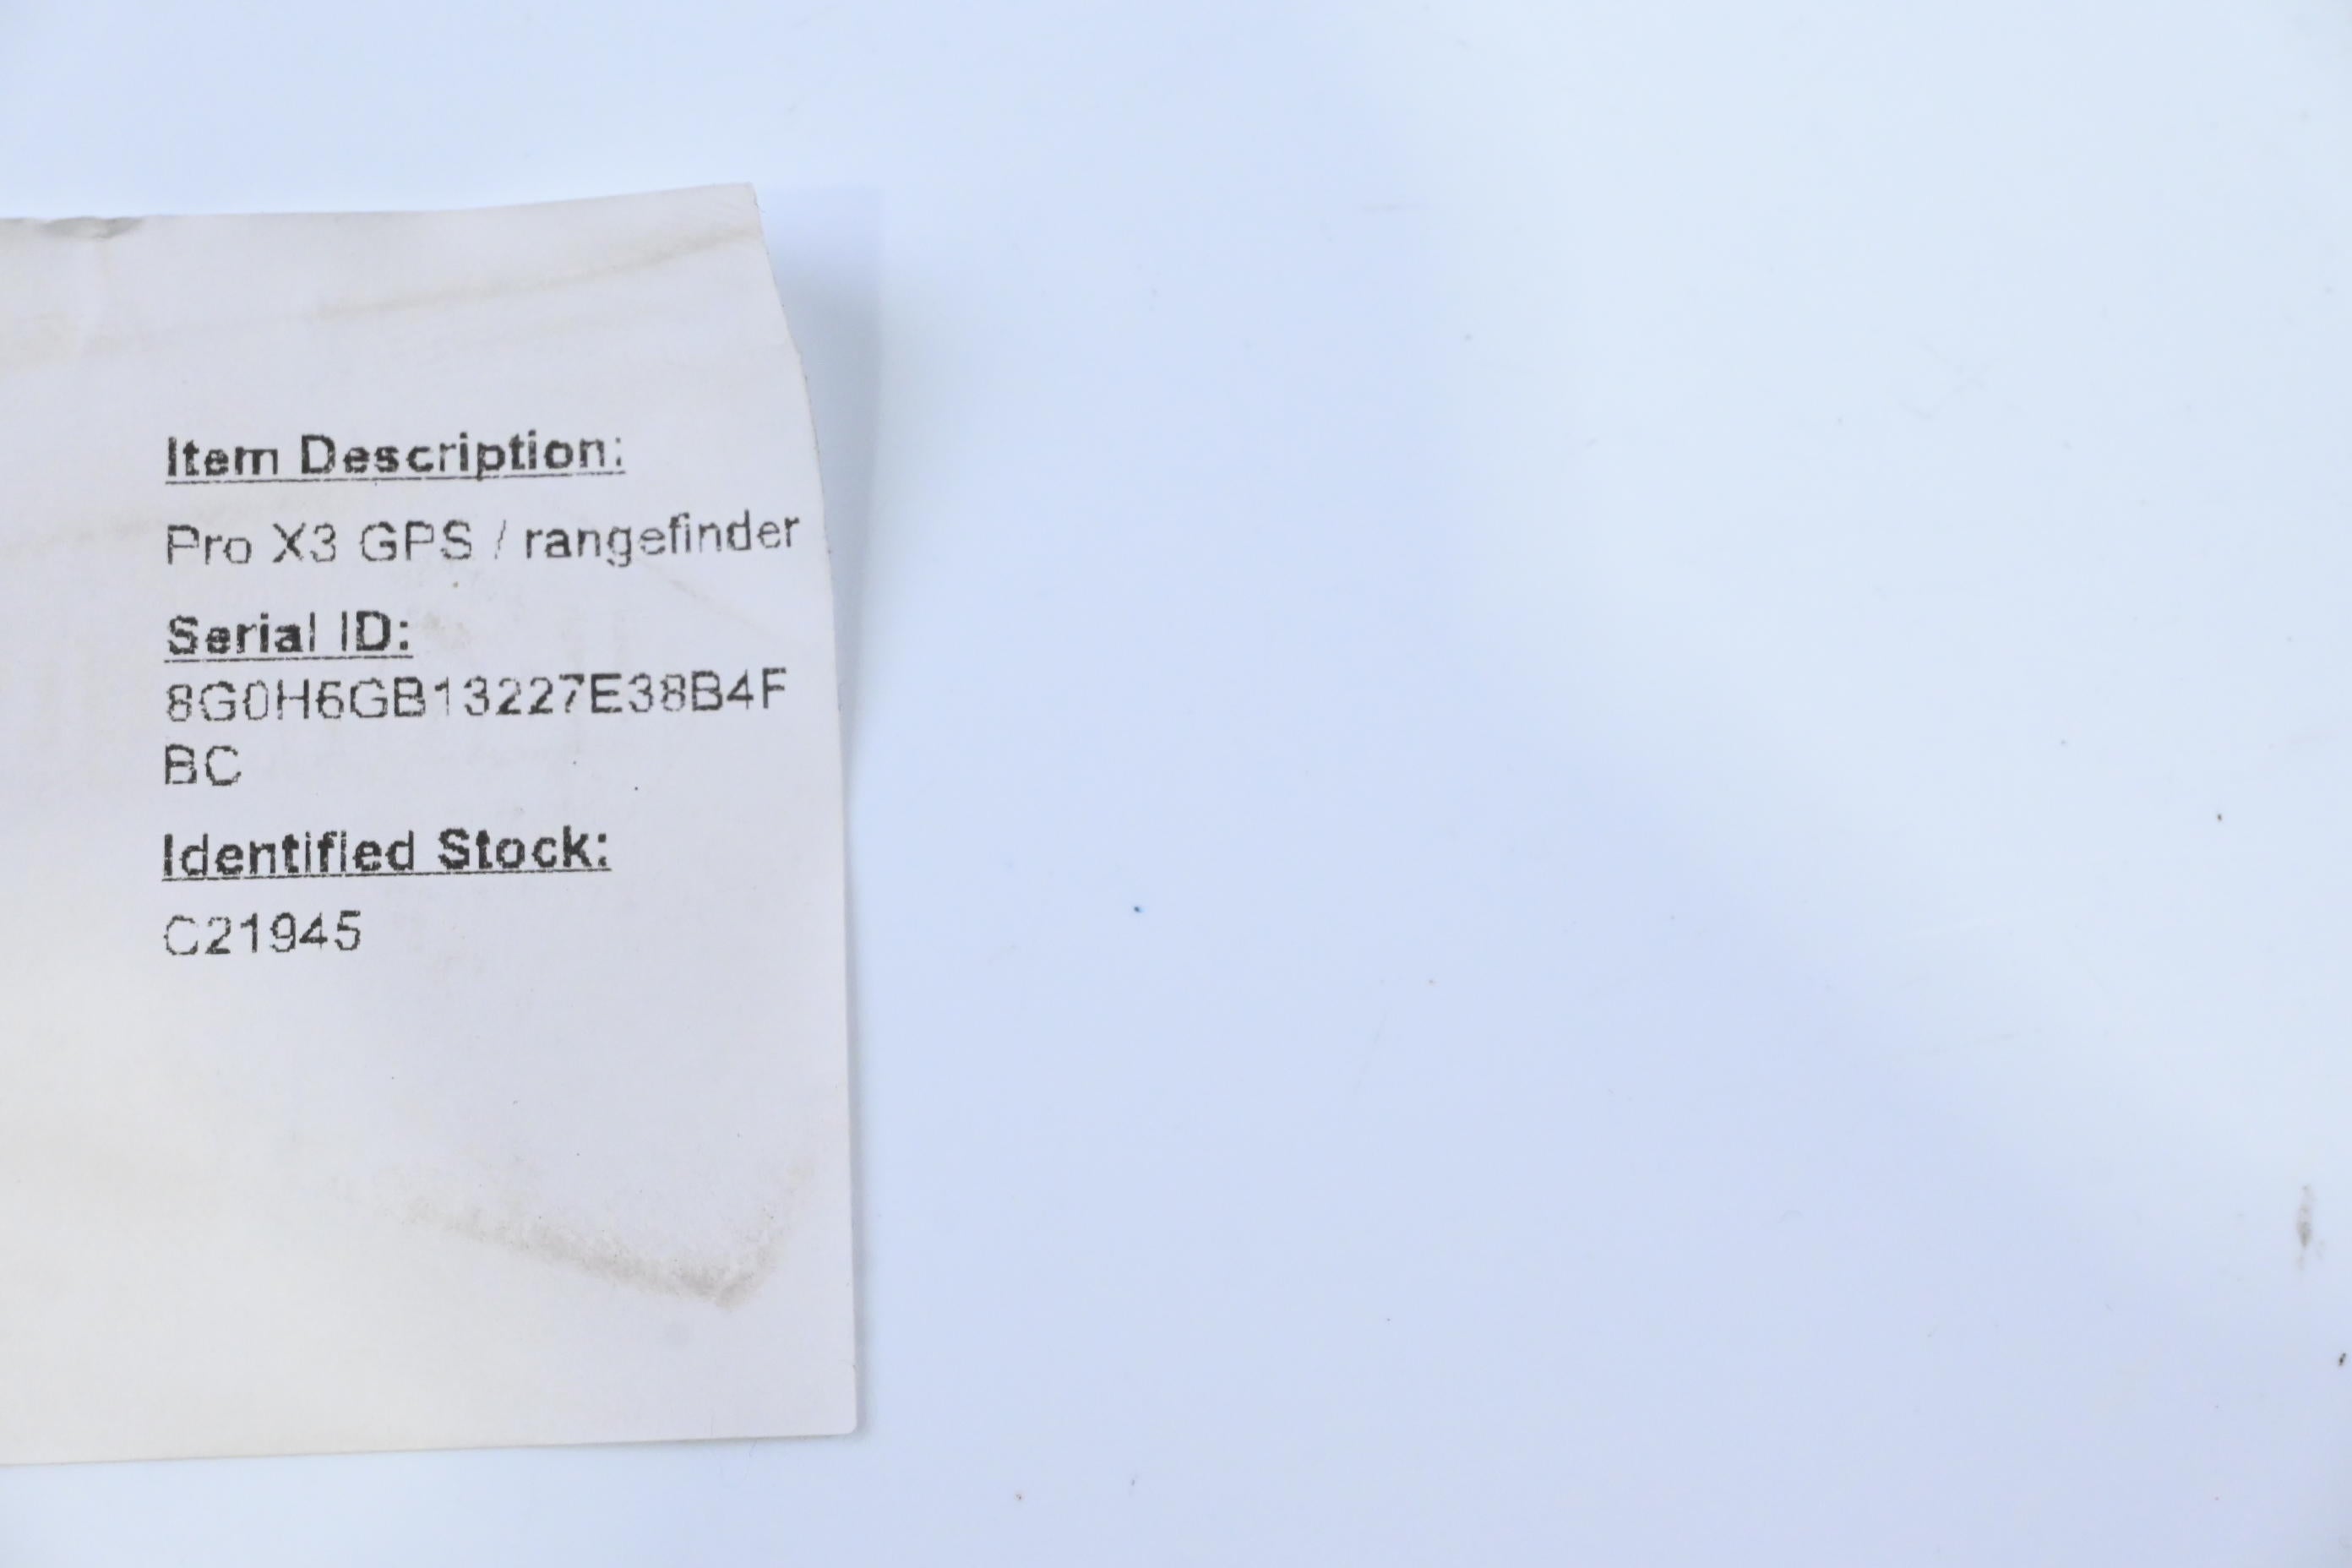 Item Description:
Pro X3 GPS / rangefinder
Serial ID:
8G0H6GB13227E38B4F
BC
Identified Stock:
C21945